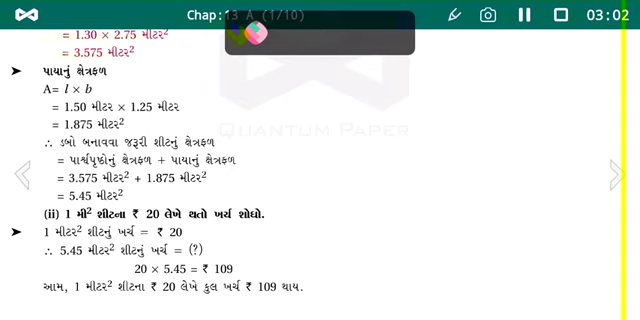 Chap:13 A (1/10)
03:02
= 1.30 × 2.75 મીટર²
= 3.575 મીટર²
➤ પાયાનું ક્ષેત્રફળ
A= l × b
= 1.50 મીટર × 1.25 મીટર
= 1.875 મીટર²
∴ ડબો બનાવવા જરૂરી શીટનું ક્ષેત્રફળ
= પાર્શ્વપૃષ્ઠોનું ક્ષેત્રફળ + પાયાનું ક્ષેત્રફળ
= 3.575 મીટર² + 1.875 મીટર²
= 5.45 મીટર²
(ii) 1 મી² શીટના ₹ 20 લેખે થતો ખર્ચ શોધો.
➤ 1 મીટર² શીટનું ખર્ચ = ₹ 20
∴ 5.45 મીટર² શીટનું ખર્ચ = (?)
20 × 5.45 = ₹ 109
આમ, 1 મીટર² શીટના ₹ 20 લેખે કુલ ખર્ચ ₹ 109 થાય.
QUANTUM PAPER